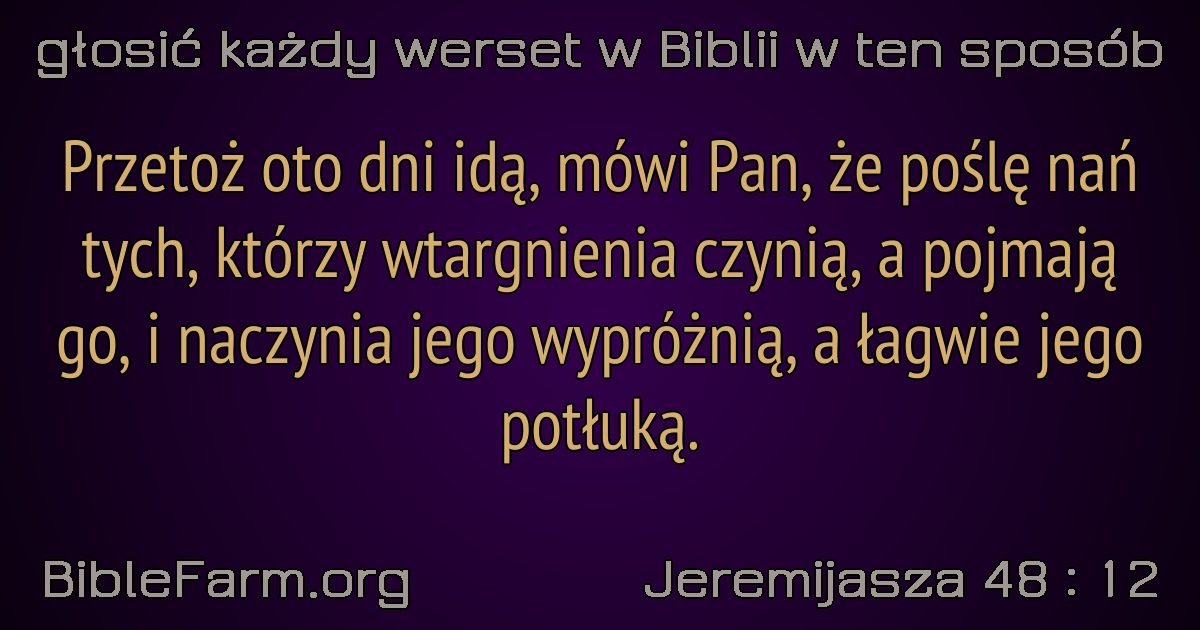 głosić każdy werset w Biblii w ten sposób
Przetoż oto dni idą, mówi Pan, że poślę nań
tych, którzy wtargnienia czynią, a pojmają
go, i naczynia jego wypróżnią, a łagwie jego
potłuką.
BibleFarm.org
Jeremijasza 48 : 12